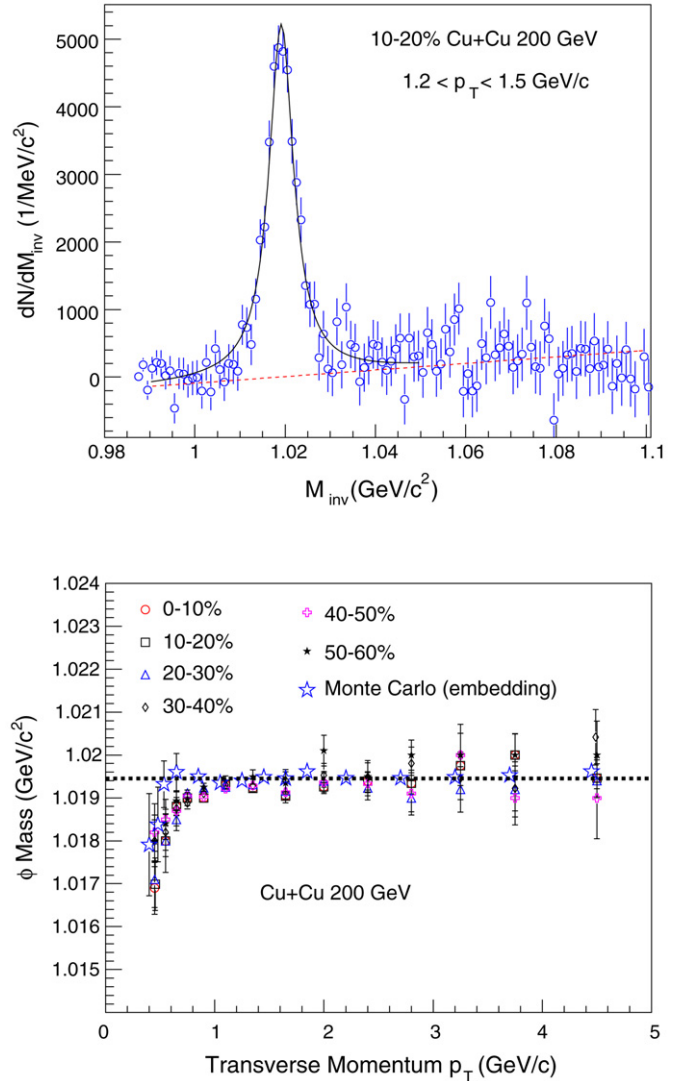 5000
4000
3000
2000
1000
0
dN/dM_inv (1/MeV/c²)
10-20% Cu+Cu 200 GeV
1.2 < p_T < 1.5 GeV/c
0.98 1 1.02 1.04 1.06 1.08 1.1
M_inv (GeV/c²)
1.024
1.023
1.022
1.021
1.02
1.019
1.018
1.017
1.016
1.015
ϕ Mass (GeV/c²)
0-10%
10-20%
20-30%
30-40%
40-50%
50-60%
Monte Carlo (embedding)
Cu+Cu 200 GeV
0 1 2 3 4 5
Transverse Momentum p_T (GeV/c)